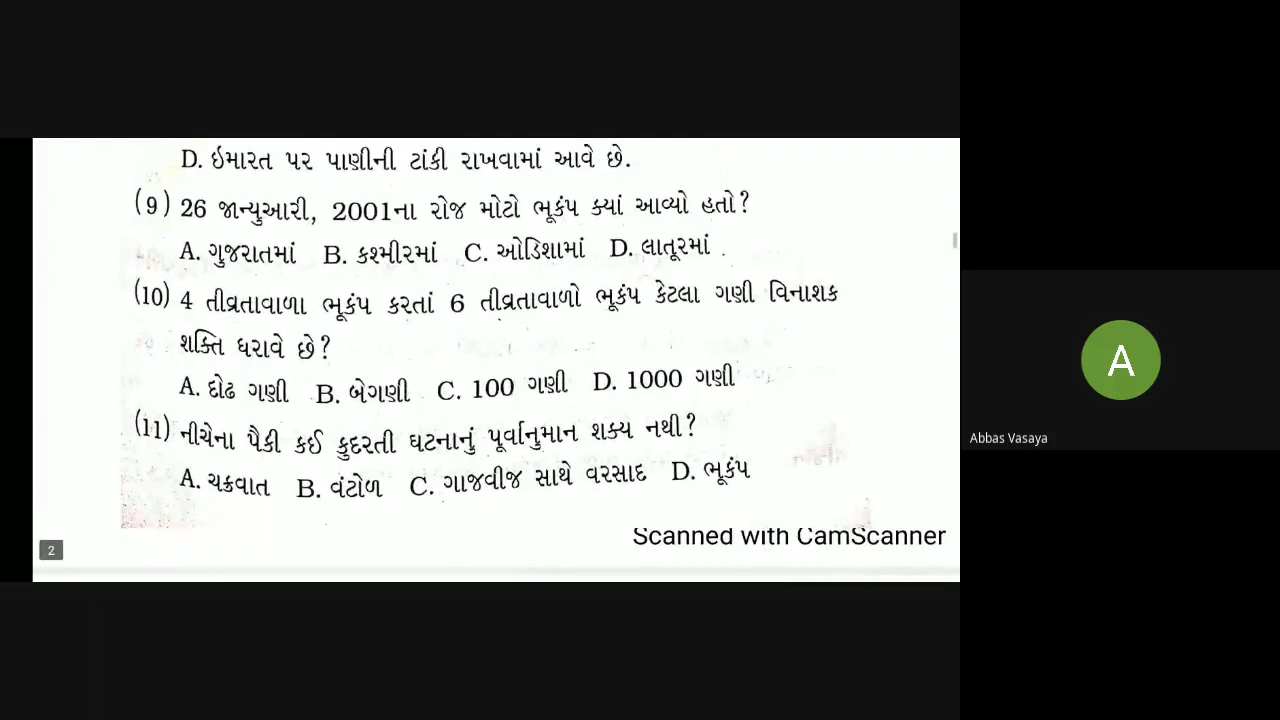 D. ઇમારત પર પાણીની ટાંકી રાખવામાં આવે છે.
(9) 26 જાન્યુઆરી, 2001ના રોજ મોટો ભૂકંપ ક્યાં આવ્યો હતો?
A. ગુજરાતમાં B. કશ્મીરમાં C. ઓડિશામાં D. લાતૂરમાં
(10) 4 તીવ્રતાવાળા ભૂકંપ કરતાં 6 તીવ્રતાવાળો ભૂકંપ કેટલા ગણી વિનાશક
શક્તિ ધરાવે છે?
A. દોઢ ગણી B. બેગણી C. 100 ગણી D. 1000 ગણી
(11) નીચેના પૈકી કઈ કુદરતી ઘટનાનું પૂર્વાનુમાન શક્ય નથી?
A. ચક્રવાત B. વંટોળ C. ગાજવીજ સાથે વરસાદ D. ભૂકંપ
Scanned with CamScanner
2
A
Abbas Vasaya